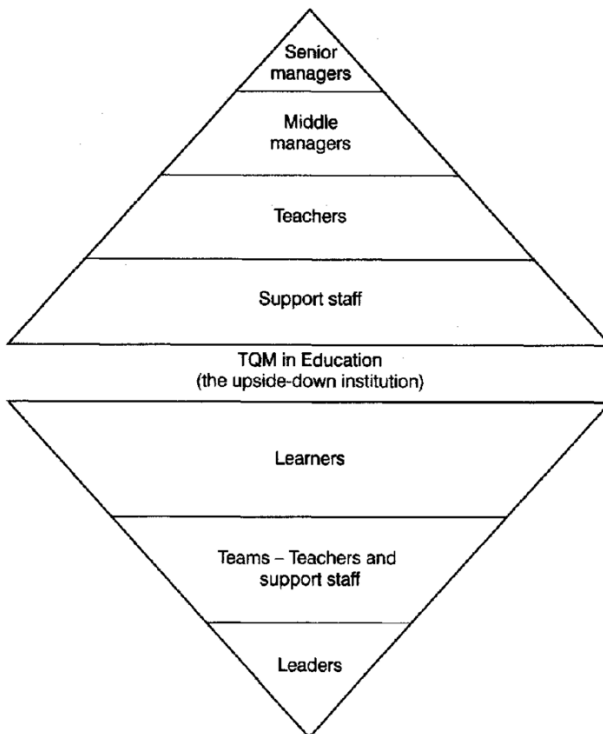 Senior
managers
Middle
managers
Teachers
Support staff
TQM in Education
(the upside-down institution)
Learners
Teams – Teachers and
support staff
Leaders